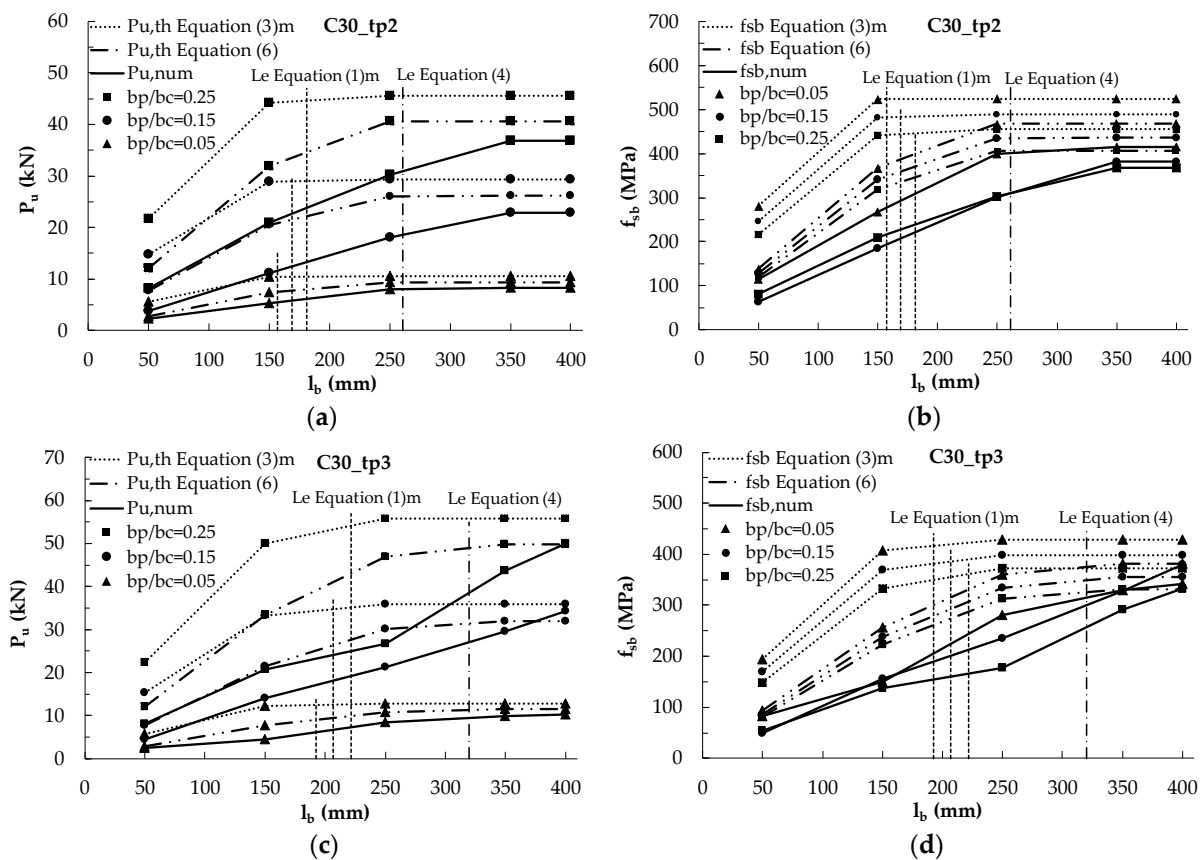 C30_tp2
Pu,th Equation (3)m
Pu,th Equation (6)
Pu,num
bp/bc=0.25
bp/bc=0.15
bp/bc=0.05
Le Equation (1)m
Le Equation (4)
60
50
40
30
20
10
0
0 50 100 150 200 250 300 350 400
P_u (kN)
l_b (mm)
(a)
C30_tp2
fsb Equation (3)m
fsb Equation (6)
fsb,num
bp/bc=0.05
bp/bc=0.15
bp/bc=0.25
Le Equation (1)m
Le Equation (4)
700
600
500
400
300
200
100
0
0 50 100 150 200 250 300 350 400
f_sb (MPa)
l_b (mm)
(b)
C30_tp3
Pu,th Equation (3)m
Pu,th Equation (6)
Pu,num
bp/bc=0.25
bp/bc=0.15
bp/bc=0.05
Le Equation (1)m
Le Equation (4)
70
60
50
40
30
20
10
0
0 50 100 150 200 250 300 350 400
P_u (kN)
l_b (mm)
(c)
C30_tp3
fsb Equation (3)m
fsb Equation (6)
fsb,num
bp/bc=0.05
bp/bc=0.15
bp/bc=0.25
Le Equation (1)m
Le Equation (4)
600
500
400
300
200
100
0
0 50 100 150 200 250 300 350 400
f_sb (MPa)
l_b (mm)
(d)